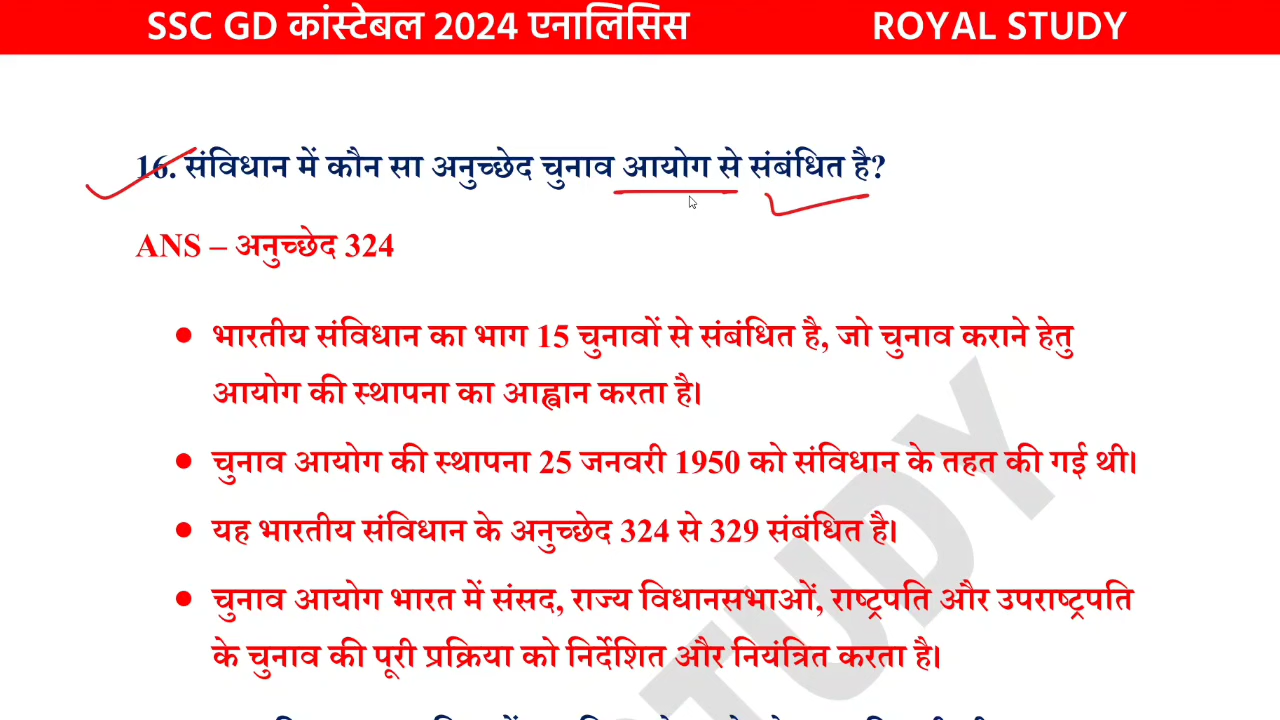 SSC GD कांस्टेबल 2024 एनालिसिस ROYAL STUDY
16. संविधान में कौन सा अनुच्छेद चुनाव आयोग से संबंधित है?
ANS – अनुच्छेद 324
● भारतीय संविधान का भाग 15 चुनावों से संबंधित है, जो चुनाव कराने हेतु
आयोग की स्थापना का आह्वान करता है।
● चुनाव आयोग की स्थापना 25 जनवरी 1950 को संविधान के तहत की गई थी।
● यह भारतीय संविधान के अनुच्छेद 324 से 329 संबंधित है।
● चुनाव आयोग भारत में संसद, राज्य विधानसभाओं, राष्ट्रपति और उपराष्ट्रपति
के चुनाव की पूरी प्रक्रिया को निर्देशित और नियंत्रित करता है।
STUDY